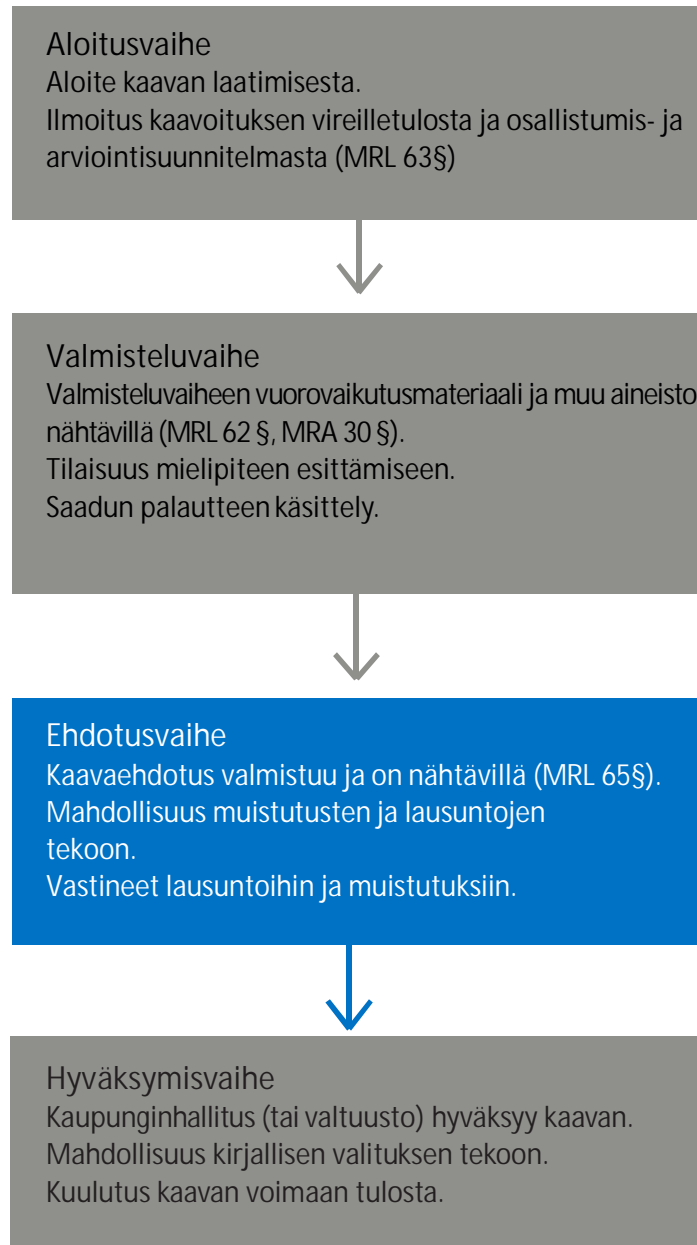 Aloitusvaihe
Aloite kaavan laatimisesta.
Ilmoitus kaavoituksen vireilletulosta ja osallistumis- ja
arviointisuunnitelmasta (MRL 63§)
Valmisteluvaihe
Valmisteluvaiheen vuorovaikutusmateriaali ja muu aineisto
nähtävillä (MRL 62 §, MRA 30 §).
Tilaisuus mielipiteen esittämiseen.
Saadun palautteen käsittely.
Ehdotusvaihe
Kaavaehdotus valmistuu ja on nähtävillä (MRL 65§).
Mahdollisuus muistutusten ja lausuntojen
tekoon.
Vastineet lausuntoihin ja muistutuksiin.
Hyväksymisvaihe
Kaupunginhallitus (tai valtuusto) hyväksyy kaavan.
Mahdollisuus kirjallisen valituksen tekoon.
Kuulutus kaavan voimaan tulosta.